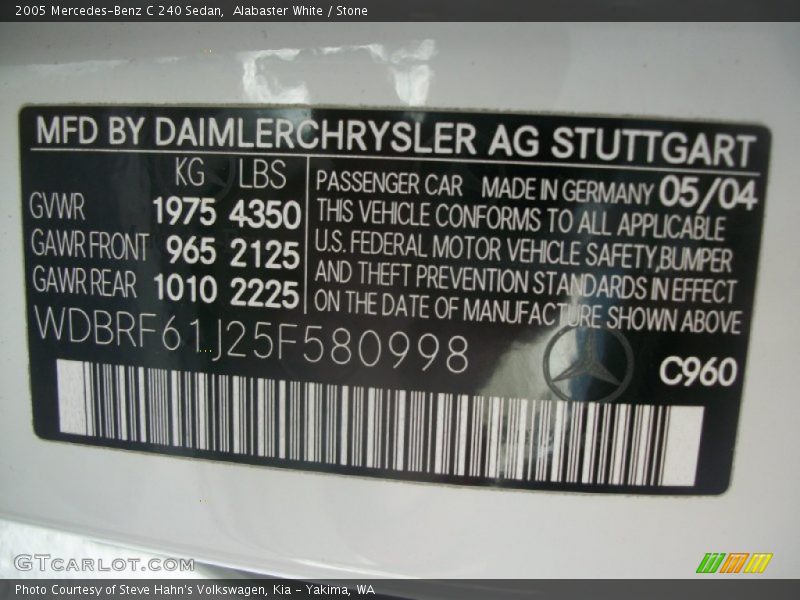 2005 Mercedes-Benz C 240 Sedan, Alabaster White / Stone
MFD BY DAIMLERCHRYSLER AG STUTTGART
KG LBS
GVWR 1975 4350
GAWR FRONT 965 2125
GAWR REAR 1010 2225
PASSENGER CAR MADE IN GERMANY 05/04
THIS VEHICLE CONFORMS TO ALL APPLICABLE
U.S. FEDERAL MOTOR VEHICLE SAFETY,BUMPER
AND THEFT PREVENTION STANDARDS IN EFFECT
ON THE DATE OF MANUFACTURE SHOWN ABOVE
WDBRF61J25F580998
C960
GTCARLOT.COM
Photo Courtesy of Steve Hahn's Volkswagen, Kia - Yakima, WA